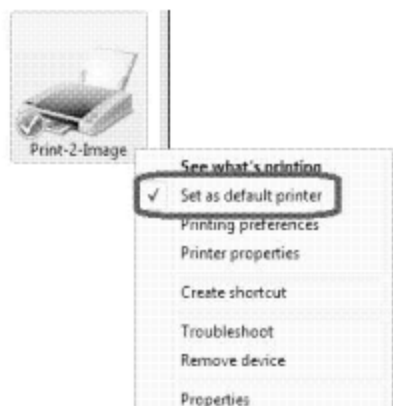 Print-2-Image
See what's printing
Set as default printer
Printing preferences
Printer properties
Create shortcut
Troubleshoot
Remove device
Properties